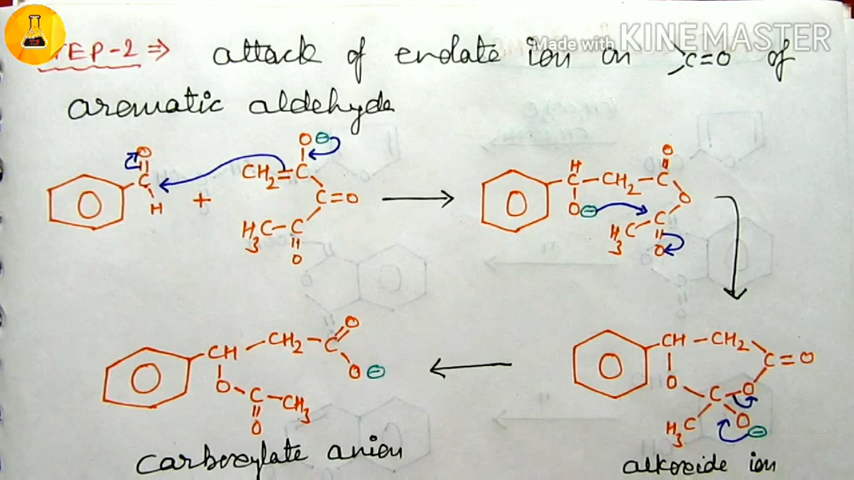 STEP-2 ⇒ attack of enolate ion on >C=O of
Made with KINEMASTER
aromatic aldehyde
O C H + CH2=C O⊖ C=O H3C-C O
H C-CH2-C O O O⊖ H3C-C O
CH-CH2-C O O⊖ O C-CH3 O
carboxylate anion
CH-CH2 C=O O O C H3C O⊖
alkoxide ion